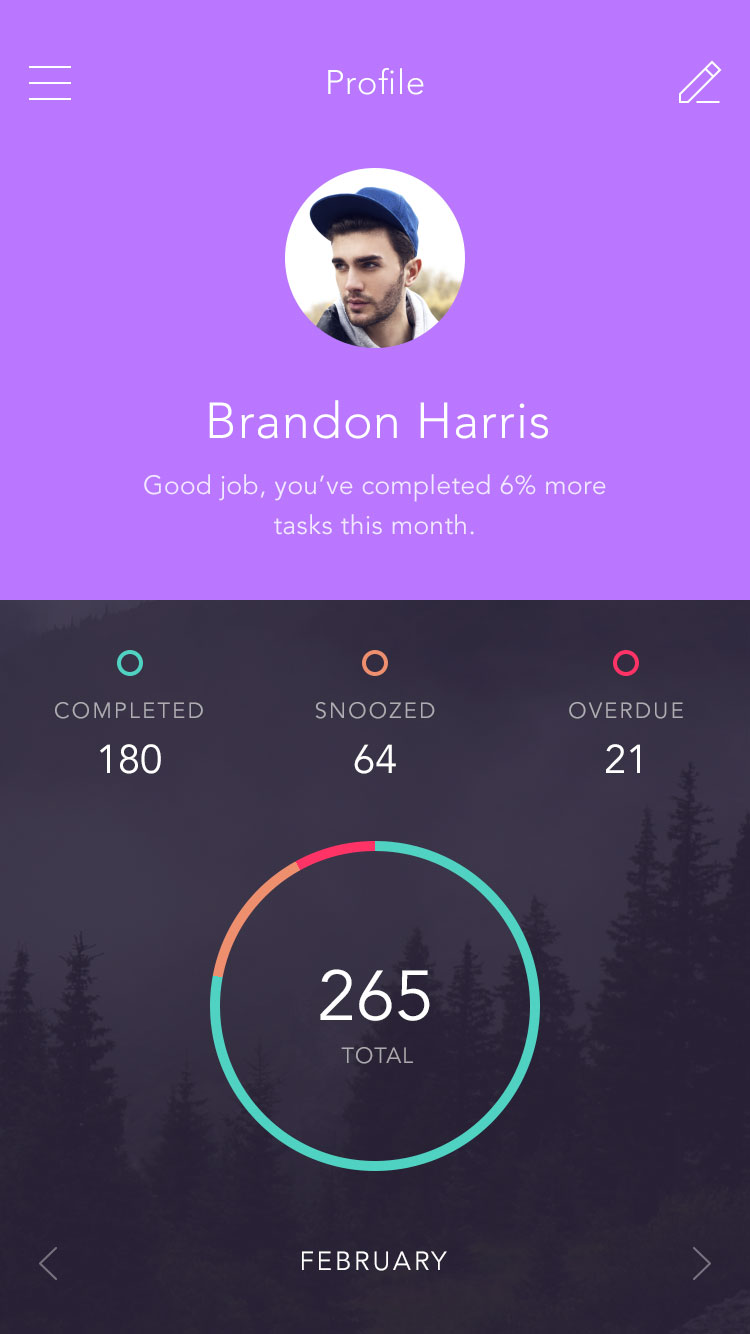 Profile
Brandon Harris
Good job, you’ve completed 6% more
tasks this month.
COMPLETED SNOOZED OVERDUE
180 64 21
265
TOTAL
FEBRUARY